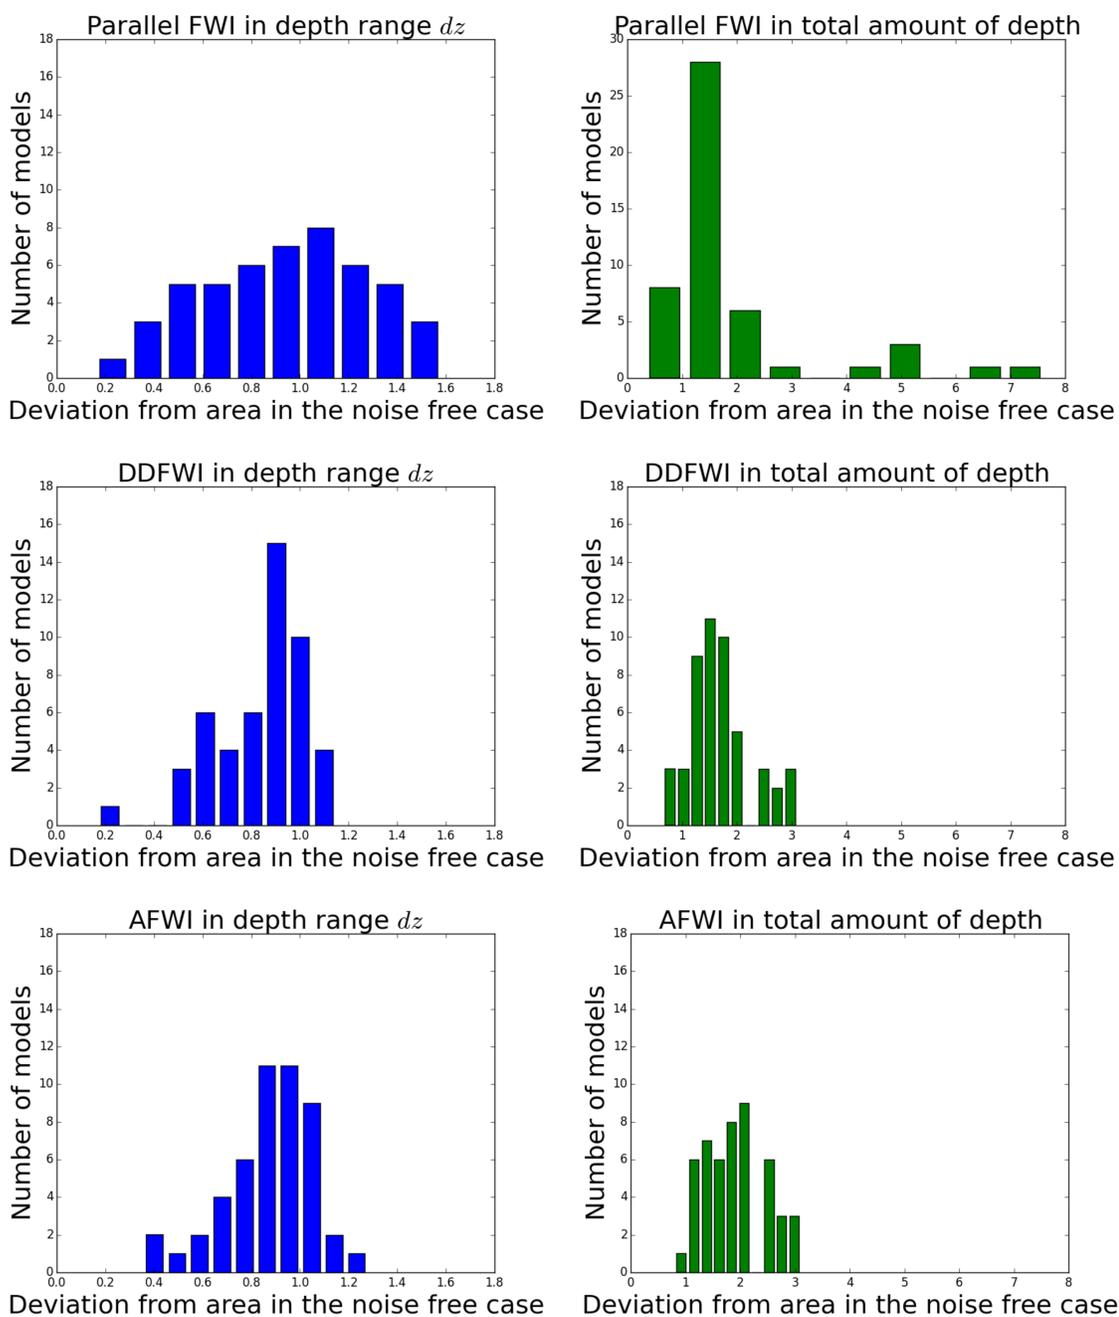 Parallel FWI in depth range dz
18
16
14
12
10
8
6
4
2
0
0.0 0.2 0.4 0.6 0.8 1.0 1.2 1.4 1.6 1.8
Number of models
Deviation from area in the noise free case
Parallel FWI in total amount of depth
30
25
20
15
10
5
0
0 1 2 3 4 5 6 7 8
Number of models
Deviation from area in the noise free case
DDFWI in depth range dz
18
16
14
12
10
8
6
4
2
0
0.0 0.2 0.4 0.6 0.8 1.0 1.2 1.4 1.6 1.8
Number of models
Deviation from area in the noise free case
DDFWI in total amount of depth
18
16
14
12
10
8
6
4
2
0
0 1 2 3 4 5 6 7 8
Number of models
Deviation from area in the noise free case
AFWI in depth range dz
18
16
14
12
10
8
6
4
2
0
0.0 0.2 0.4 0.6 0.8 1.0 1.2 1.4 1.6 1.8
Number of models
Deviation from area in the noise free case
AFWI in total amount of depth
18
16
14
12
10
8
6
4
2
0
0 1 2 3 4 5 6 7 8
Number of models
Deviation from area in the noise free case